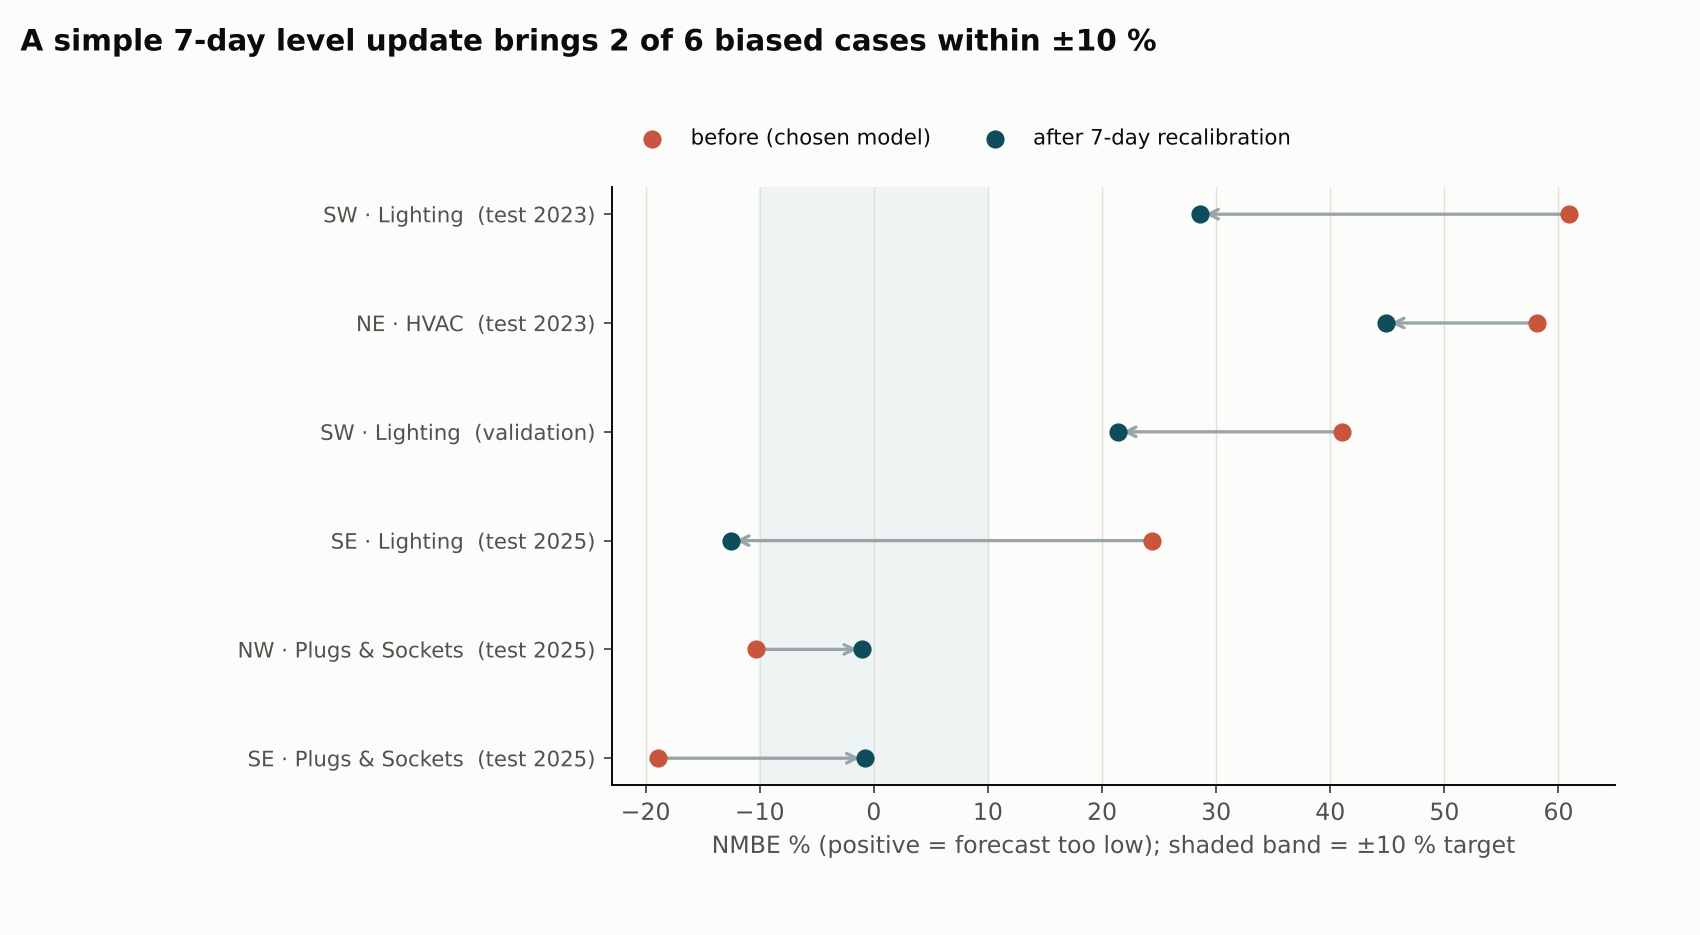 A simple 7-day level update brings 2 of 6 biased cases within ±10 %
before (chosen model)
after 7-day recalibration
SW · Lighting (test 2023)
NE · HVAC (test 2023)
SW · Lighting (validation)
SE · Lighting (test 2025)
NW · Plugs & Sockets (test 2025)
SE · Plugs & Sockets (test 2025)
−20 −10 0 10 20 30 40 50 60
NMBE % (positive = forecast too low); shaded band = ±10 % target